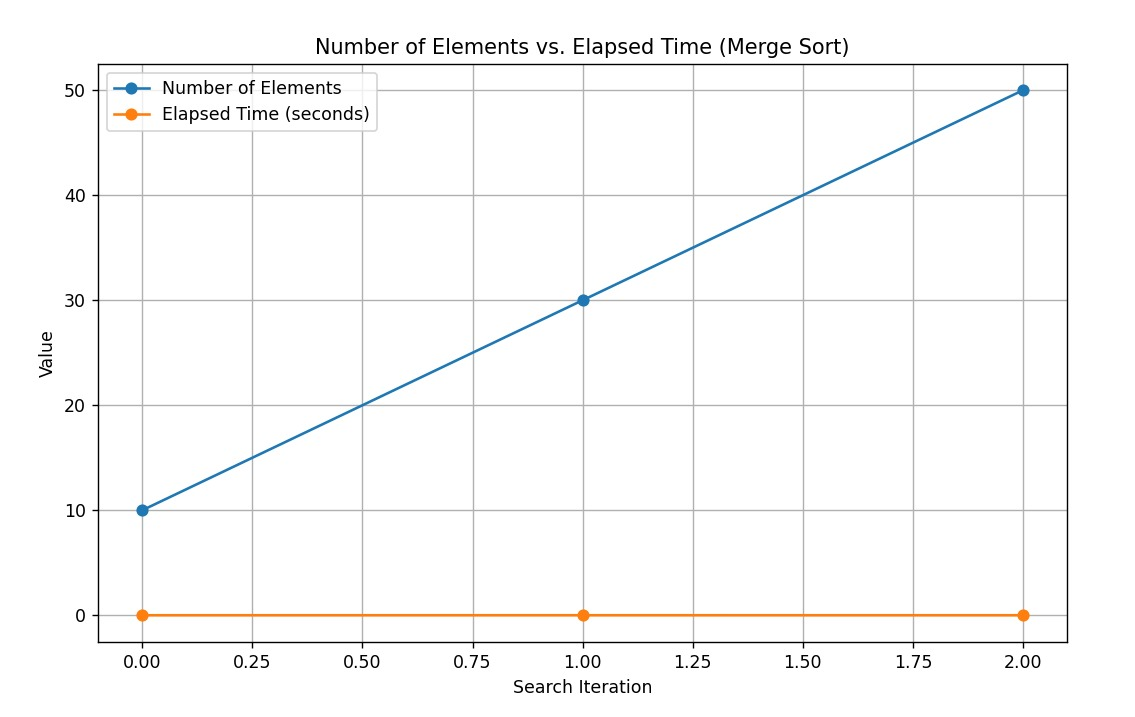 Number of Elements vs. Elapsed Time (Merge Sort)
Number of Elements
Elapsed Time (seconds)
50
40
30
20
10
0
Value
0.00 0.25 0.50 0.75 1.00 1.25 1.50 1.75 2.00
Search Iteration